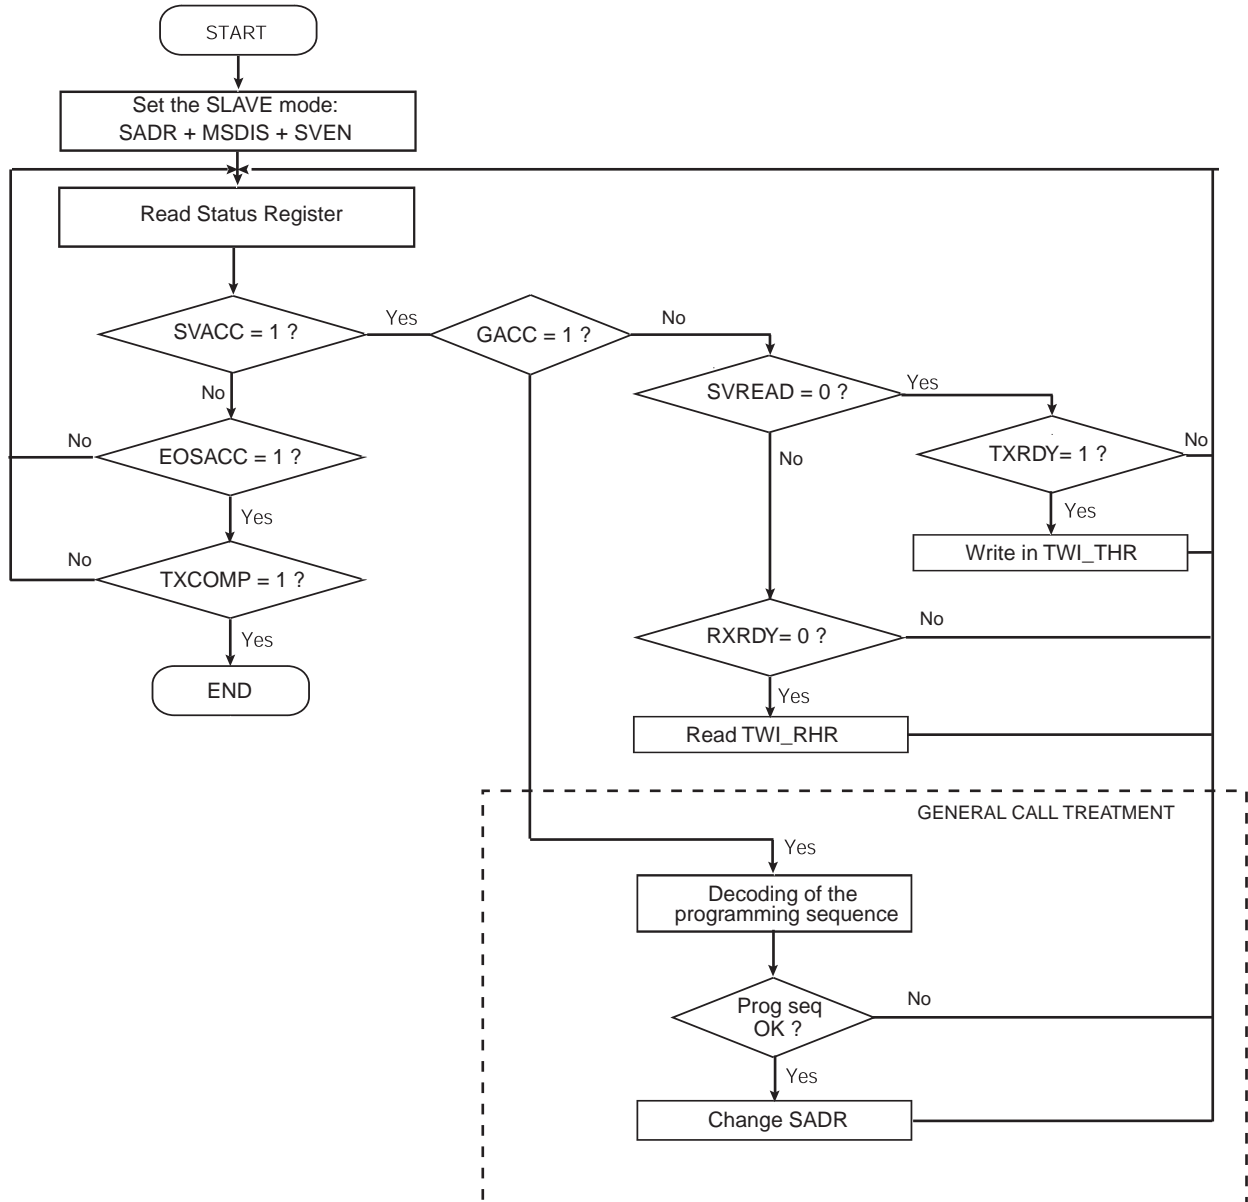 START
Set the SLAVE mode:
SADR + MSDIS + SVEN
Read Status Register
SVACC = 1 ?
Yes
GACC = 1 ?
No
SVREAD = 0 ?
Yes
No
No
EOSACC = 1 ?
No
TXRDY= 1 ?
No
Yes
Yes
Write in TWI_THR
No
TXCOMP = 1 ?
Yes
RXRDY= 0 ?
No
END
Yes
Read TWI_RHR
GENERAL CALL TREATMENT
Yes
Decoding of the
programming sequence
Prog seq
OK ?
No
Yes
Change SADR